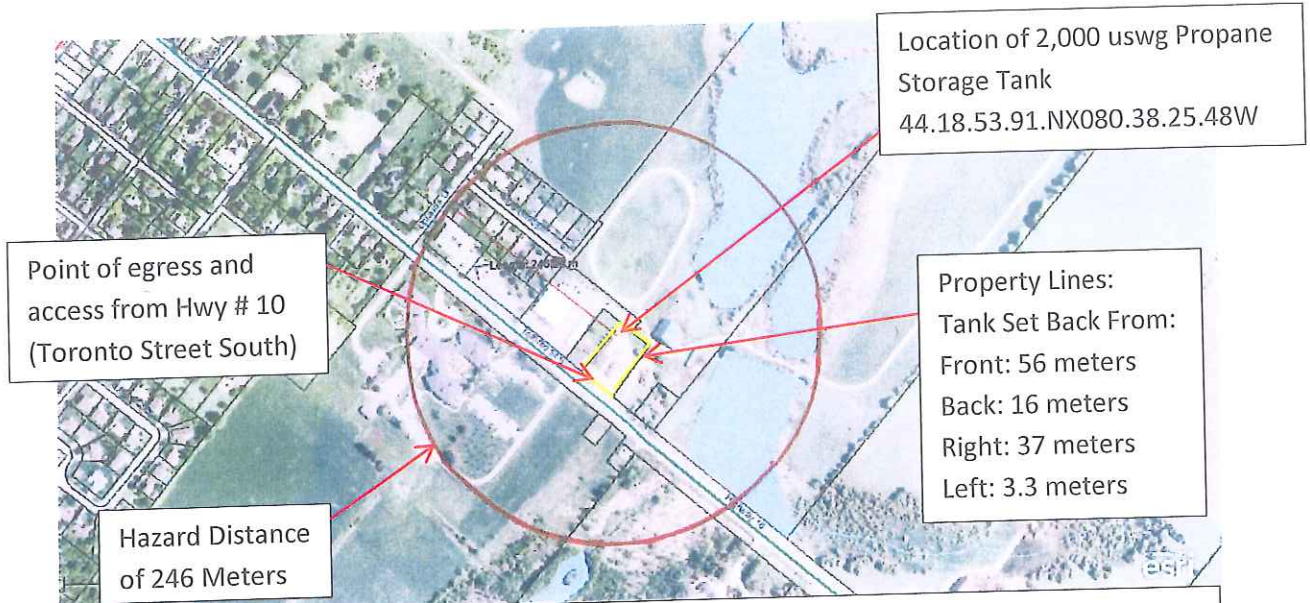 Location of 2,000 uswg Propane
Storage Tank
44.18.53.91.NX080.38.25.48W
Point of egress and
access from Hwy # 10
(Toronto Street South)
Property Lines:
Tank Set Back From:
Front: 56 meters
Back: 16 meters
Right: 37 meters
Left: 3.3 meters
Hazard Distance
of 246 Meters
esri